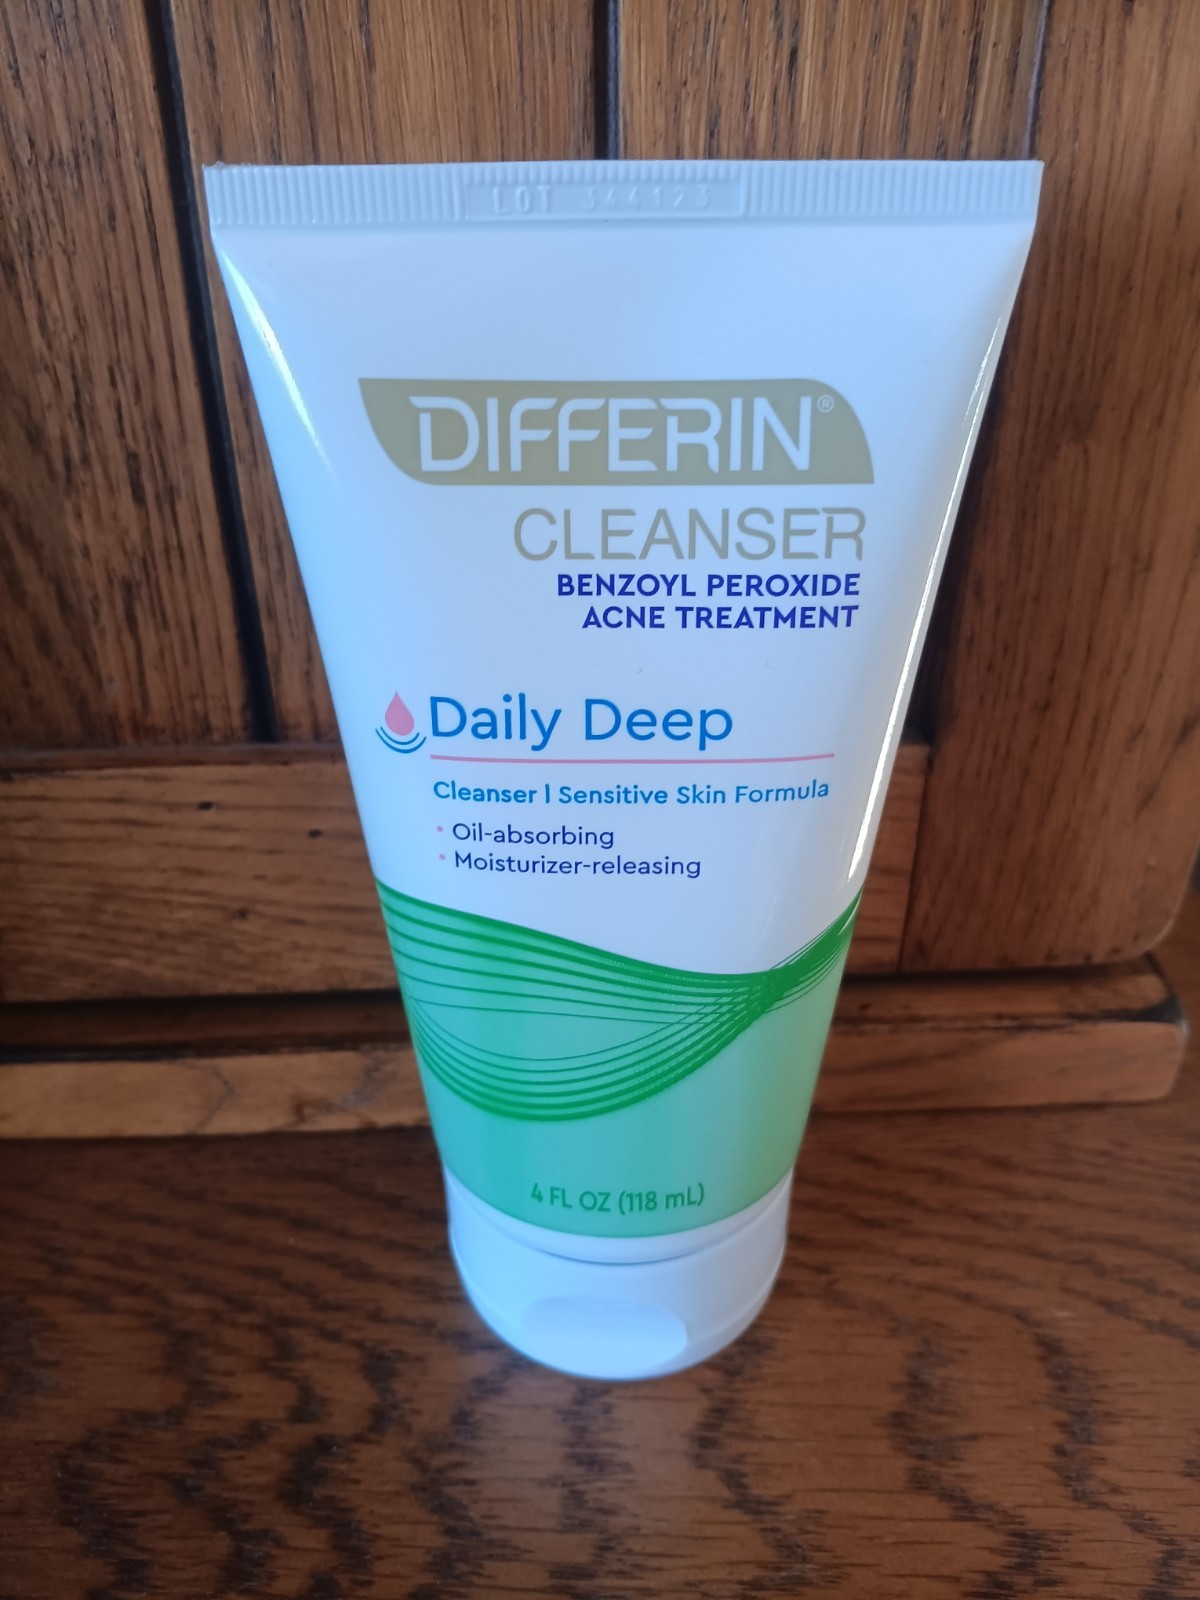 LOT 344123
DIFFERIN®
CLEANSER
BENZOYL PEROXIDE
ACNE TREATMENT
Daily Deep
Cleanser | Sensitive Skin Formula
• Oil-absorbing
• Moisturizer-releasing
4 FL OZ (118 mL)